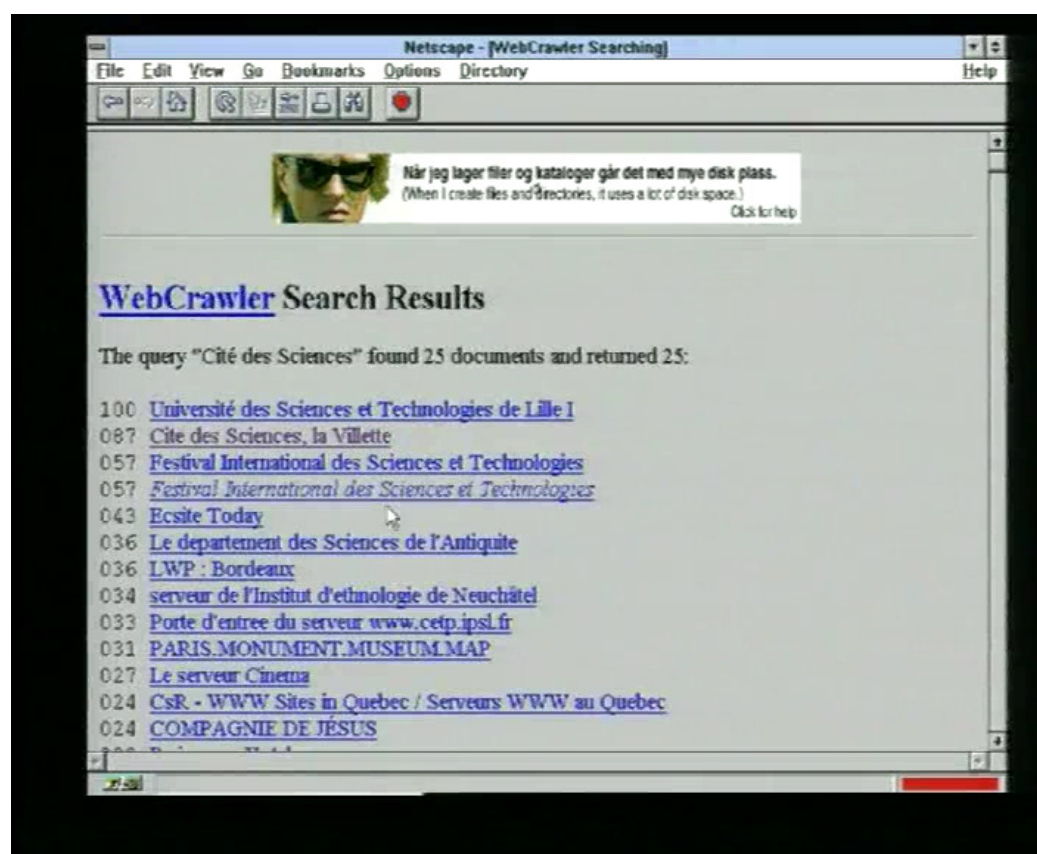 Netscape - [WebCrawler Searching]
File Edit View Go Bookmarks Options Directory Help
Når jeg lager filer og kataloger går det med mye disk plass.
(When I create files and directories, it uses a lot of disk space.)
Click for help
WebCrawler Search Results
The query "Cité des Sciences" found 25 documents and returned 25:
100 Université des Sciences et Technologies de Lille I
087 Cite des Sciences, la Villette
057 Festival International des Sciences et Technologies
057 Festival International des Sciences et Technologies
043 Ecsite Today
036 Le departement des Sciences de l'Antiquite
036 LWP : Bordeaux
034 serveur de l'Institut d'ethnologie de Neuchâtel
033 Porte d'entree du serveur www.cetp.ipsl.fr
031 PARIS.MONUMENT.MUSEUM.MAP
027 Le serveur Cinema
024 CsR - WWW Sites in Quebec / Serveurs WWW au Quebec
024 COMPAGNIE DE JÉSUS